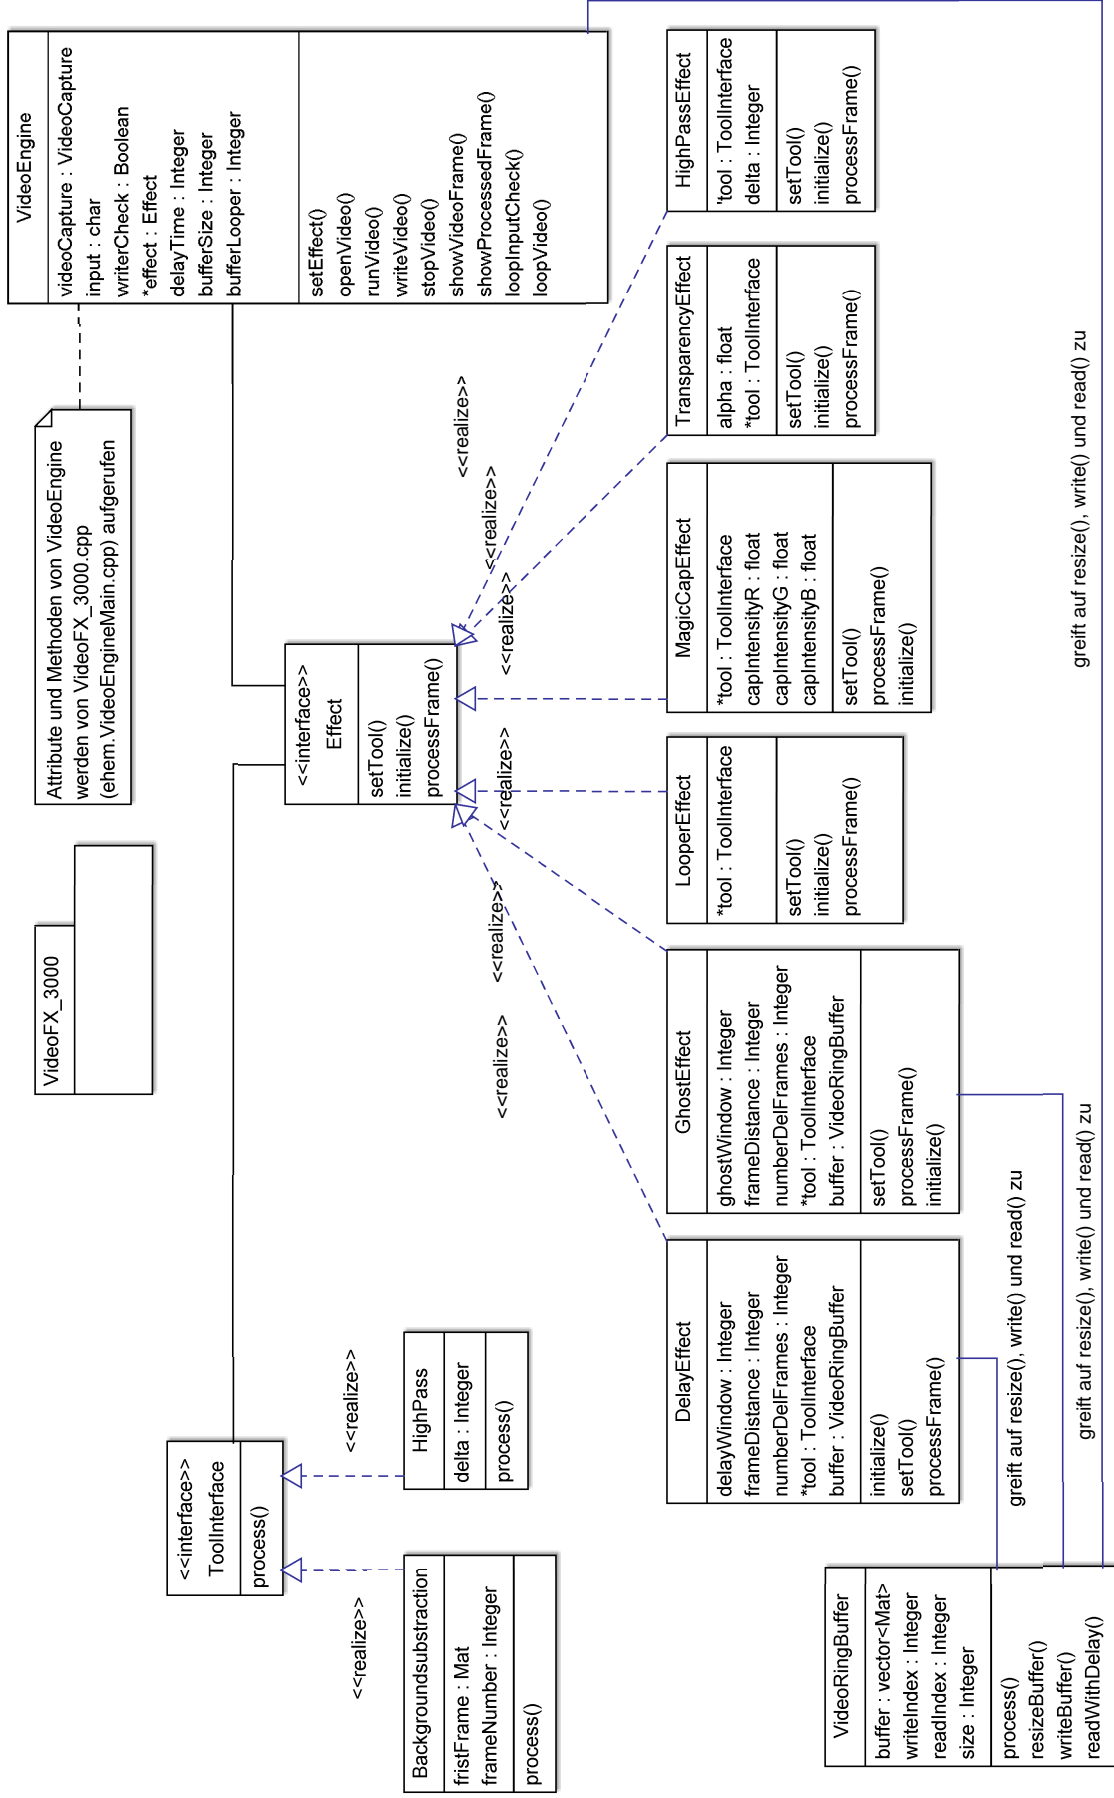 VideoFX_3000
Attribute und Methoden von VideoEngine
werden von VideoFX_3000.cpp
(ehem.VideoEngineMain.cpp) aufgerufen
VideoEngine
videoCapture : VideoCapture
input : char
writerCheck : Boolean
*effect : Effect
delayTime : Integer
bufferSize : Integer
bufferLooper : Integer
setEffect()
openVideo()
runVideo()
writeVideo()
stopVideo()
showVideoFrame()
showProcessedFrame()
loopInputCheck()
loopVideo()
<<interface>>
ToolInterface
process()
<<interface>>
Effect
setTool()
initialize()
processFrame()
<<realize>>
<<realize>>
<<realize>>
<<realize>>
<<realize>>
<<realize>>
<<realize>>
<<realize>>
Backgroundsubstraction
fristFrame : Mat
frameNumber : Integer
process()
HighPass
delta : Integer
process()
DelayEffect
delayWindow : Integer
frameDistance : Integer
numberDelFrames : Integer
*tool : ToolInterface
buffer : VideoRingBuffer
initialize()
setTool()
processFrame()
GhostEffect
ghostWindow : Integer
frameDistance : Integer
numberDelFrames : Integer
*tool : ToolInterface
buffer : VideoRingBuffer
setTool()
processFrame()
initialize()
LooperEffect
*tool : ToolInterface
setTool()
initialize()
processFrame()
MagicCapEffect
*tool : ToolInterface
capIntensityR : float
capIntensityG : float
capIntensityB : float
setTool()
processFrame()
initialize()
TransparencyEffect
alpha : float
*tool : ToolInterface
setTool()
initialize()
processFrame()
HighPassEffect
'tool : ToolInterface
delta : Integer
setTool()
initialize()
processFrame()
VideoRingBuffer
buffer : vector<Mat>
writeIndex : Integer
readIndex : Integer
size : Integer
process()
resizeBuffer()
writeBuffer()
readWithDelay()
greift auf resize(), write() und read() zu
greift auf resize(), write() und read() zu
greift auf resize(), write() und read() zu